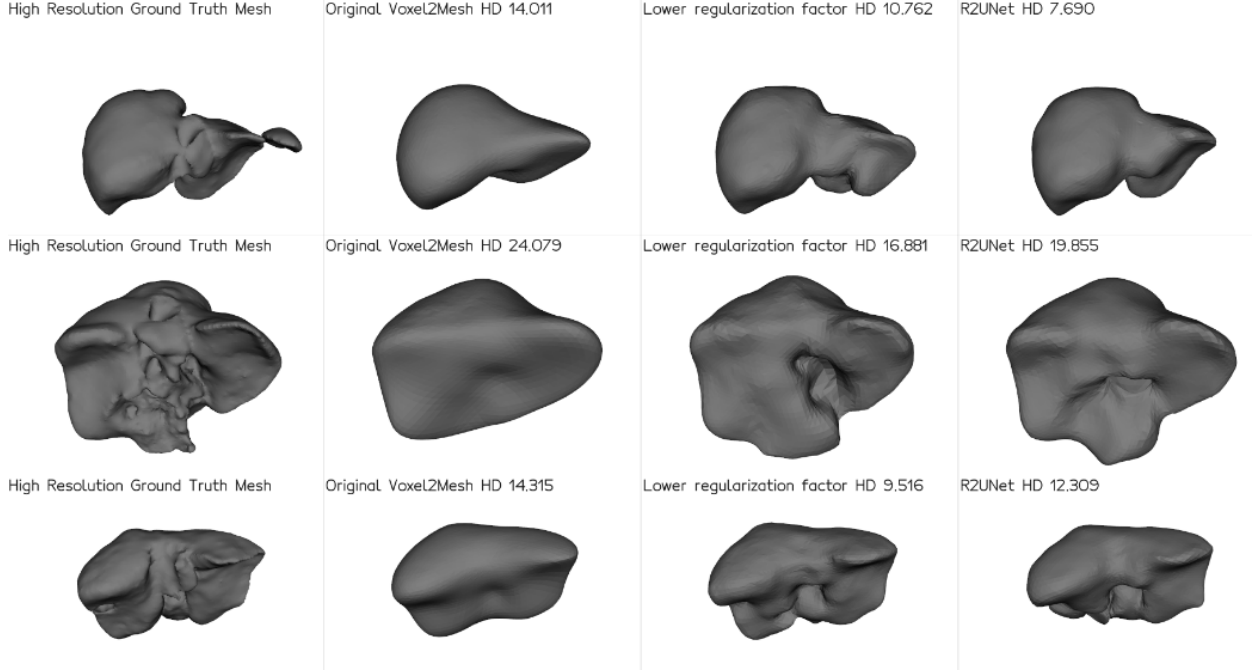 High Resolution Ground Truth Mesh
Original Voxel2Mesh HD 14.011
Lower regularization factor HD 10.762
R2UNet HD 7.690
High Resolution Ground Truth Mesh
Original Voxel2Mesh HD 24.079
Lower regularization factor HD 16.881
R2UNet HD 19.855
High Resolution Ground Truth Mesh
Original Voxel2Mesh HD 14.315
Lower regularization factor HD 9.516
R2UNet HD 12.309